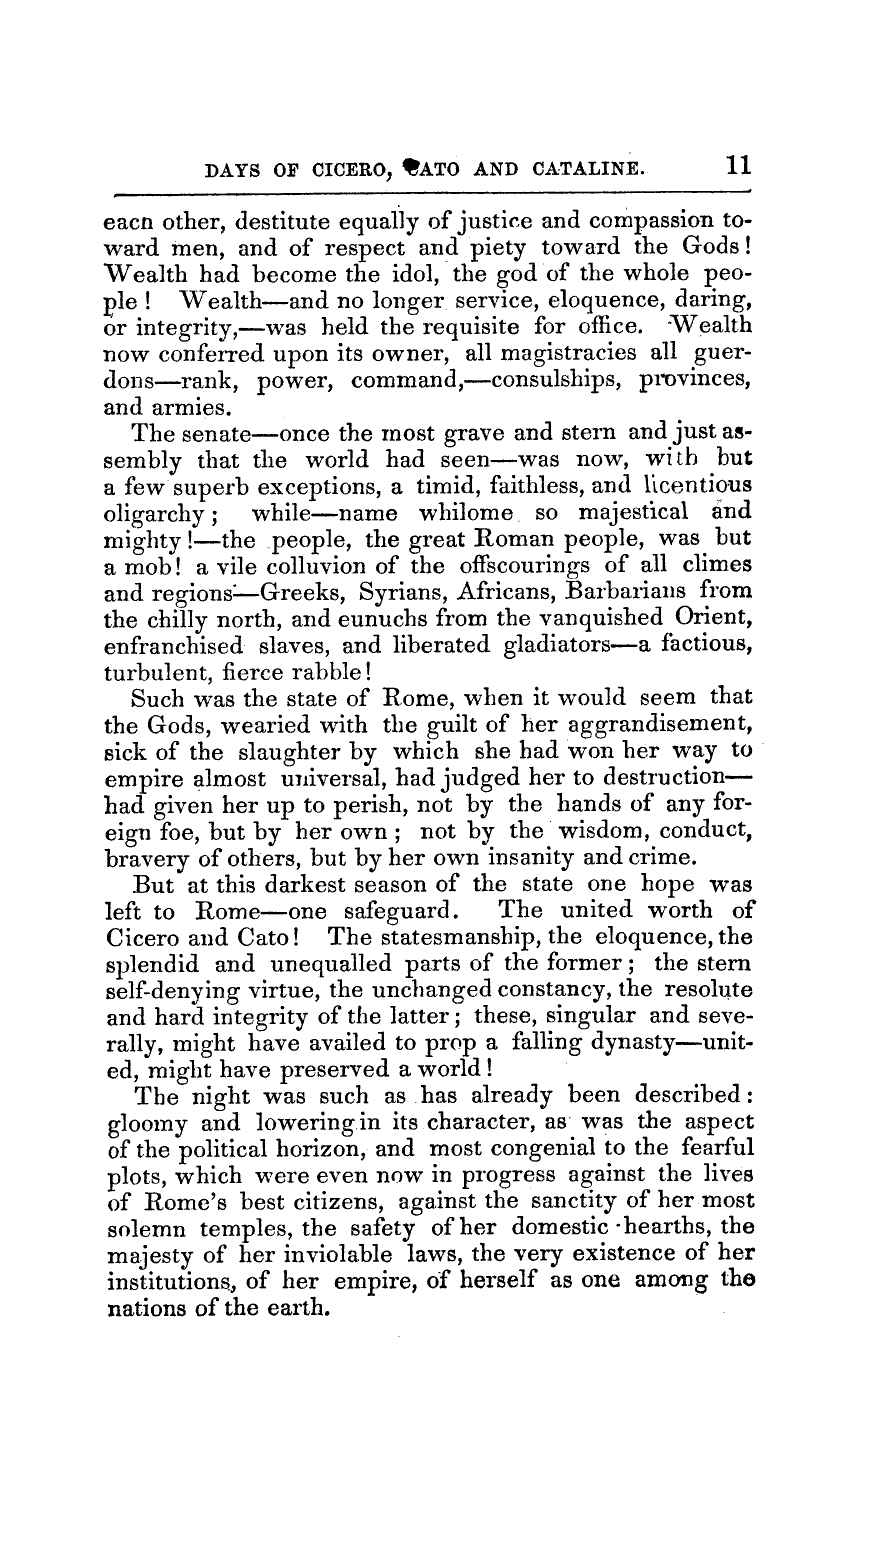 DAYS OF CICERO, CATO AND CATALINE. 11
each other, destitute equally of justice and compassion to-
ward men, and of respect and piety toward the Gods!
Wealth had become the idol, the god of the whole peo-
ple! Wealth—and no longer service, eloquence, daring,
or integrity,—was held the requisite for office. Wealth
now conferred upon its owner, all magistracies all guer-
dons—rank, power, command,—consulships, provinces,
and armies.
The senate—once the most grave and stern and just as-
sembly that the world had seen—was now, with but
a few superb exceptions, a timid, faithless, and licentious
oligarchy; while—name whilome so majestical and
mighty!—the people, the great Roman people, was but
a mob! a vile colluvion of the offscourings of all climes
and regions—Greeks, Syrians, Africans, Barbarians from
the chilly north, and eunuchs from the vanquished Orient,
enfranchised slaves, and liberated gladiators—a factious,
turbulent, fierce rabble!
Such was the state of Rome, when it would seem that
the Gods, wearied with the guilt of her aggrandisement,
sick of the slaughter by which she had won her way to
empire almost universal, had judged her to destruction—
had given her up to perish, not by the hands of any for-
eign foe, but by her own; not by the wisdom, conduct,
bravery of others, but by her own insanity and crime.
But at this darkest season of the state one hope was
left to Rome—one safeguard. The united worth of
Cicero and Cato! The statesmanship, the eloquence, the
splendid and unequalled parts of the former; the stern
self-denying virtue, the unchanged constancy, the resolute
and hard integrity of the latter; these, singular and seve-
rally, might have availed to prop a falling dynasty—unit-
ed, might have preserved a world!
The night was such as has already been described:
gloomy and lowering in its character, as was the aspect
of the political horizon, and most congenial to the fearful
plots, which were even now in progress against the lives
of Rome's best citizens, against the sanctity of her most
solemn temples, the safety of her domestic hearths, the
majesty of her inviolable laws, the very existence of her
institutions, of her empire, of herself as one among the
nations of the earth.